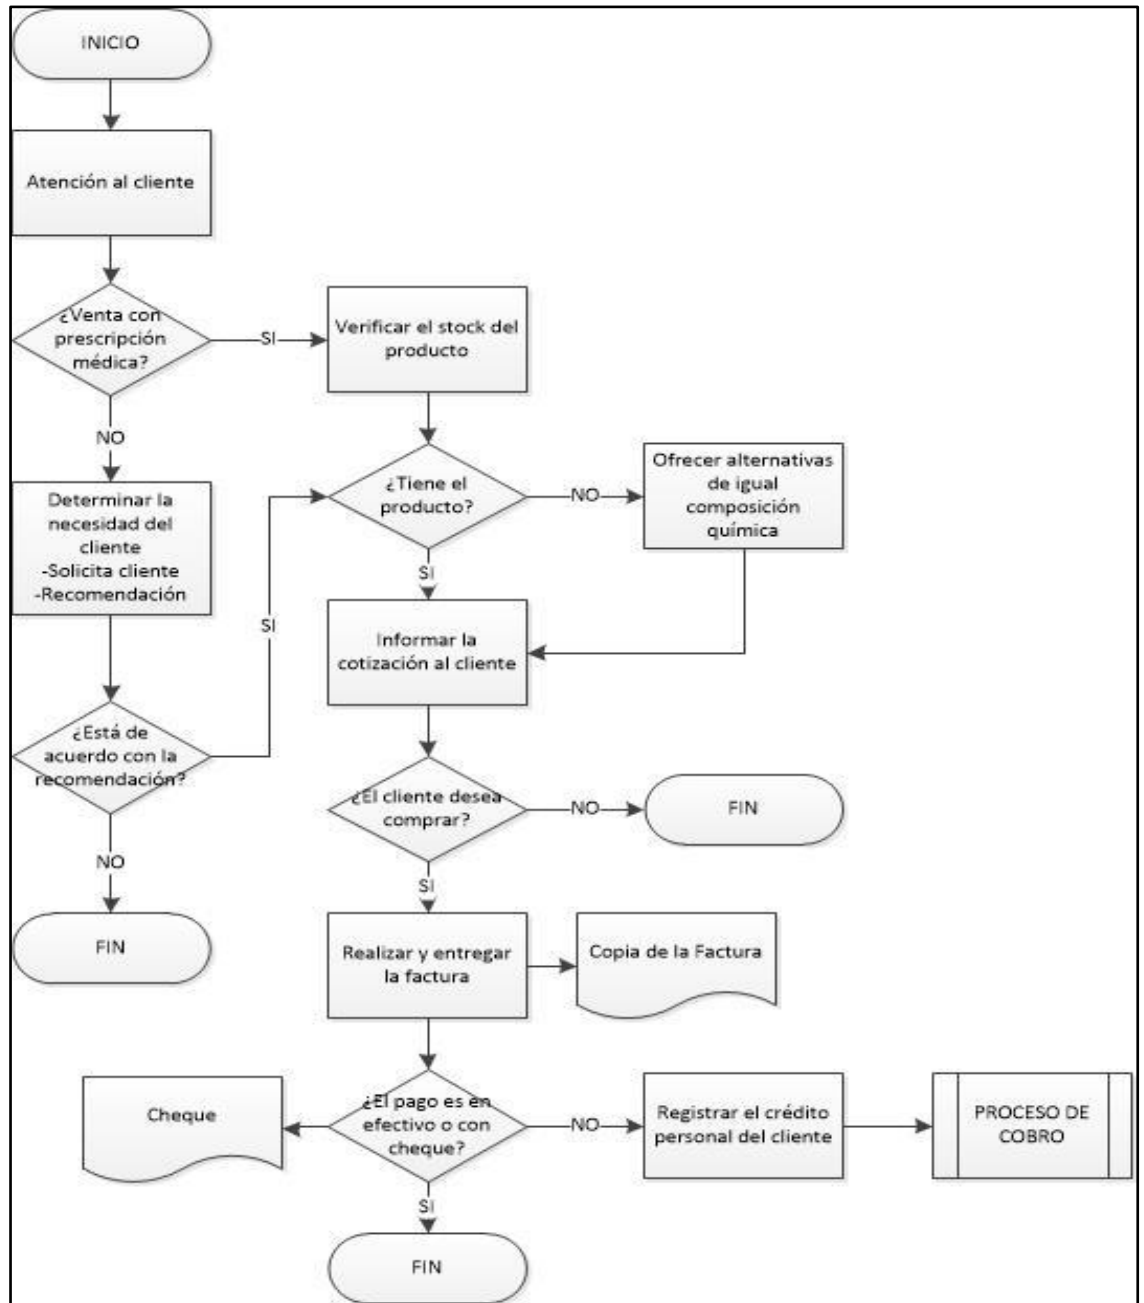 INICIO
Atención al cliente
¿Venta con
prescripción
médica?
SI
Verificar el stock del
producto
NO
Determinar la
necesidad del
cliente
-Solicita cliente
-Recomendación
SI
¿Tiene el
producto?
NO
Ofrecer alternativas
de igual
composición
química
SI
Informar la
cotización al cliente
¿Está de
acuerdo con la
recomendación?
NO
FIN
¿El cliente desea
comprar?
NO
FIN
SI
Realizar y entregar
la factura
Copia de la Factura
Cheque
¿El pago es en
efectivo o con
cheque?
NO
Registrar el crédito
personal del cliente
PROCESO DE
COBRO
SI
FIN